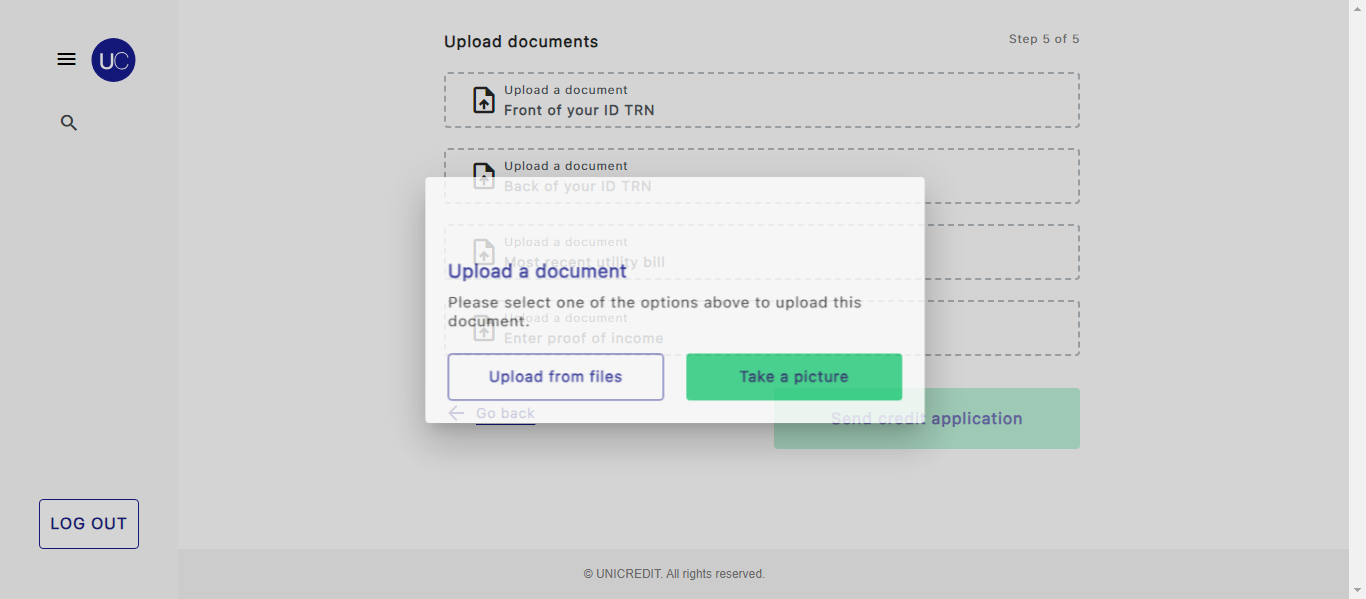 UC
Upload documents
Step 5 of 5
Upload a document
Front of your ID TRN
Upload a document
Back of your ID TRN
Upload a document
Most recent utility bill
Upload a document
Enter proof of income
Upload a document
Please select one of the options above to upload this
document.
Upload from files
Take a picture
Go back
Send credit application
LOG OUT
© UNICREDIT. All rights reserved.